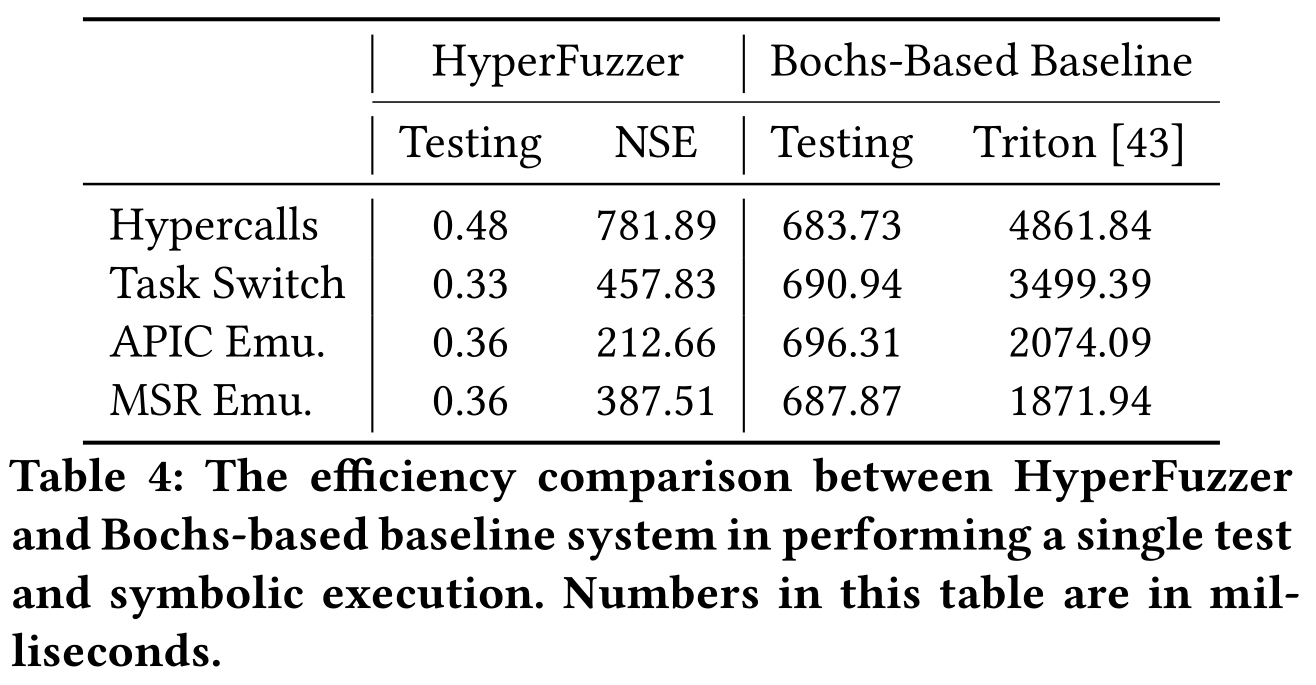 HyperFuzzer Bochs-Based Baseline
Testing NSE Testing Triton [43]
Hypercalls 0.48 781.89 683.73 4861.84
Task Switch 0.33 457.83 690.94 3499.39
APIC Emu. 0.36 212.66 696.31 2074.09
MSR Emu. 0.36 387.51 687.87 1871.94
Table 4: The efficiency comparison between HyperFuzzer
and Bochs-based baseline system in performing a single test
and symbolic execution. Numbers in this table are in mil-
liseconds.